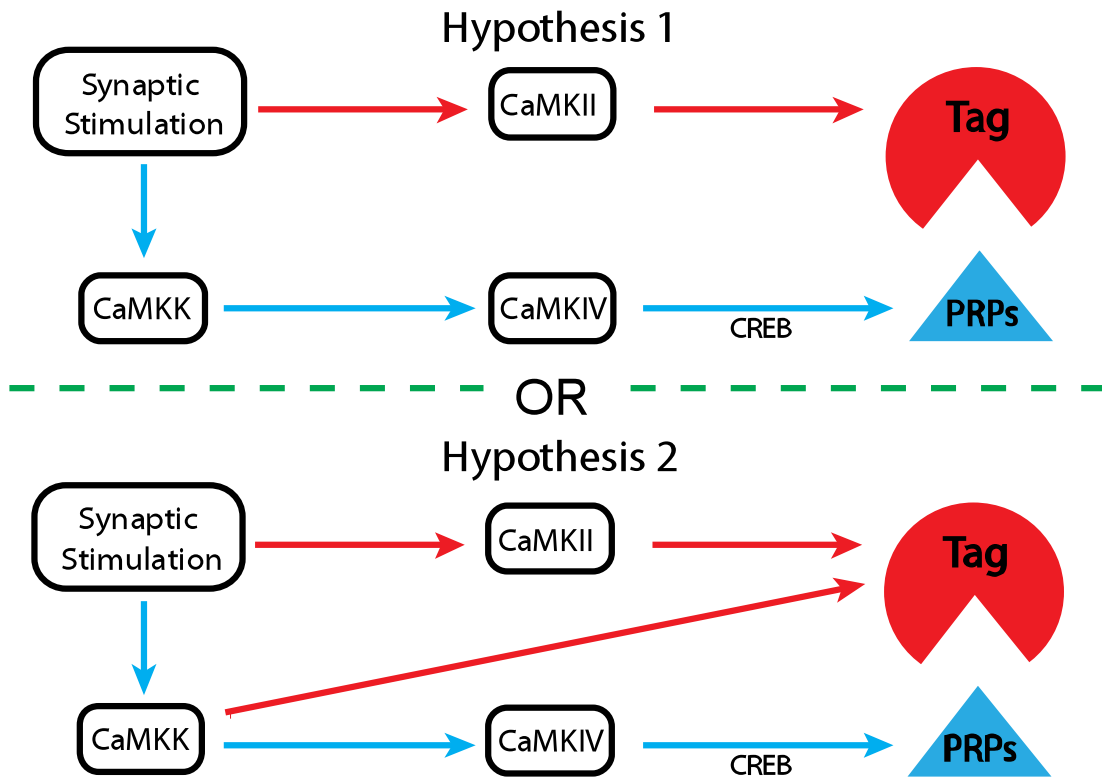 Hypothesis 1
Synaptic
Stimulation
CaMKII
Tag
CaMKK
CaMKIV
CREB
PRPs
OR
Hypothesis 2
Synaptic
Stimulation
CaMKII
Tag
CaMKK
CaMKIV
CREB
PRPs